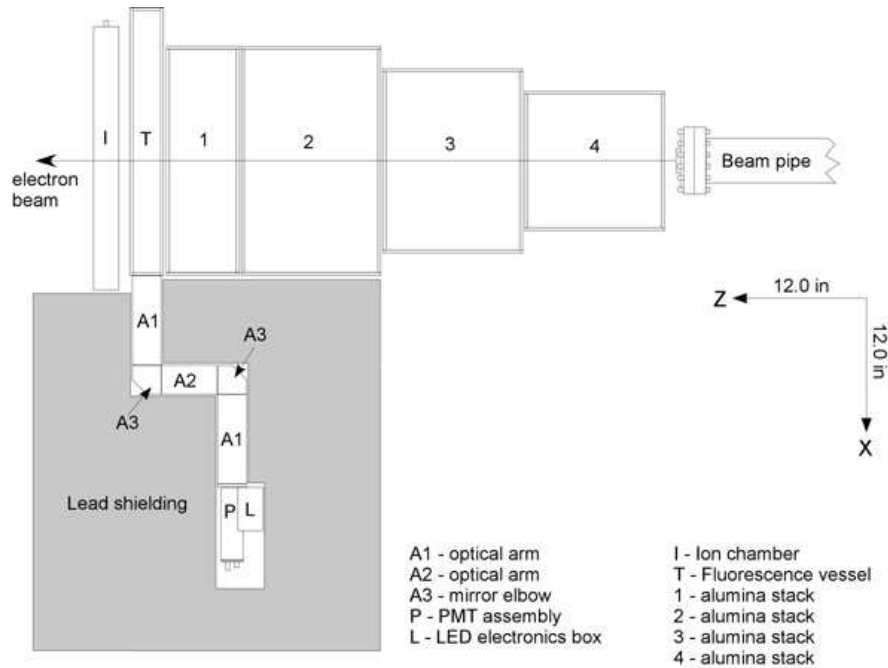 I
T
1
2
3
4
Beam pipe
electron
beam
Z
12.0 in
12.0 in
X
A1
A3
A2
A3
A1
Lead shielding
P
L
A1 - optical arm
A2 - optical arm
A3 - mirror elbow
P - PMT assembly
L - LED electronics box
I - Ion chamber
T - Fluorescence vessel
1 - alumina stack
2 - alumina stack
3 - alumina stack
4 - alumina stack